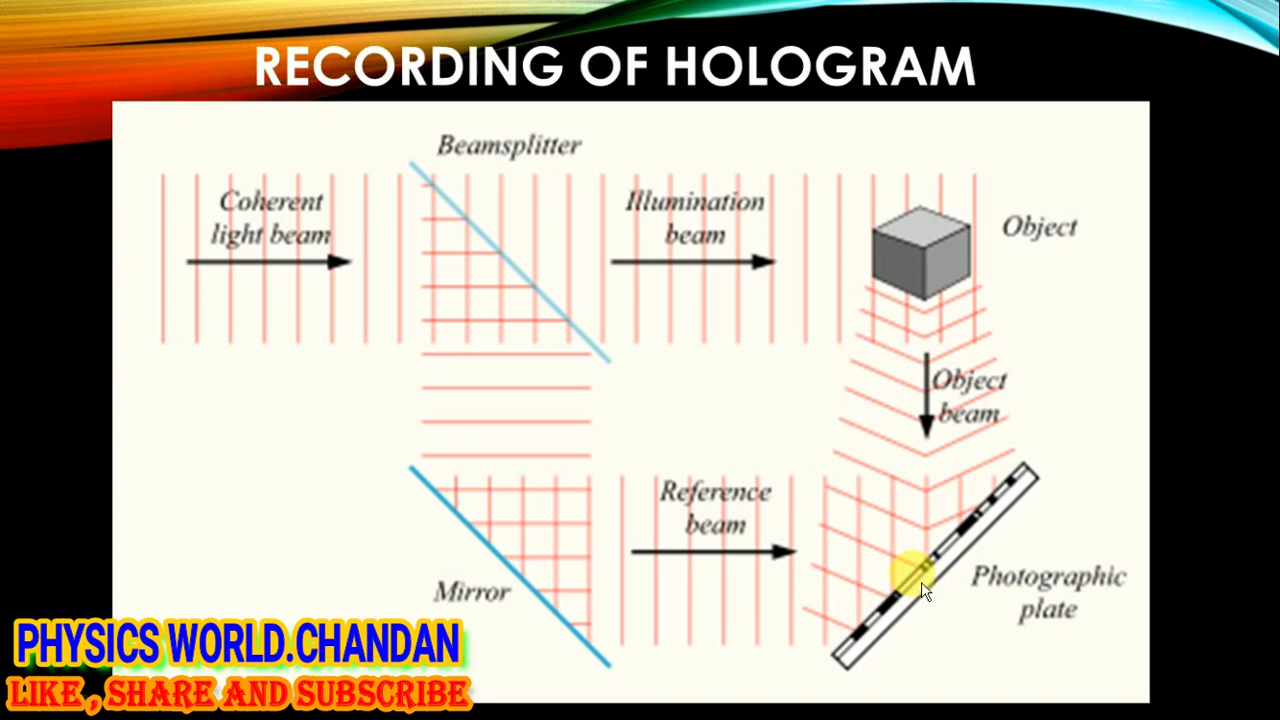 RECORDING OF HOLOGRAM
Beamsplitter
Coherent
light beam
Illumination
beam
Object
Object
beam
Reference
beam
Mirror
Photographic
plate
PHYSICS WORLD.CHANDAN
LIKE , SHARE AND SUBSCRIBE